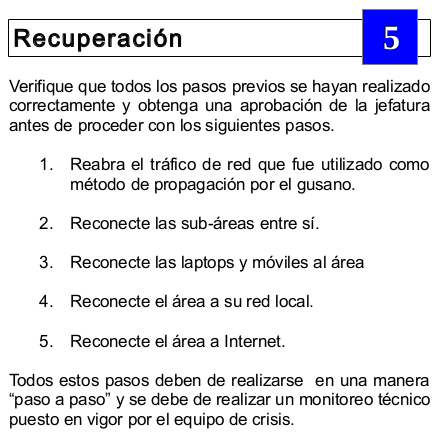 Recuperación 5
Verifique que todos los pasos previos se hayan realizado
correctamente y obtenga una aprobación de la jefatura
antes de proceder con los siguientes pasos.
1. Reabra el tráfico de red que fue utilizado como
método de propagación por el gusano.
2. Reconecte las sub-áreas entre sí.
3. Reconecte las laptops y móviles al área
4. Reconecte el área a su red local.
5. Reconecte el área a Internet.
Todos estos pasos deben de realizarse en una manera
“paso a paso” y se debe de realizar un monitoreo técnico
puesto en vigor por el equipo de crisis.